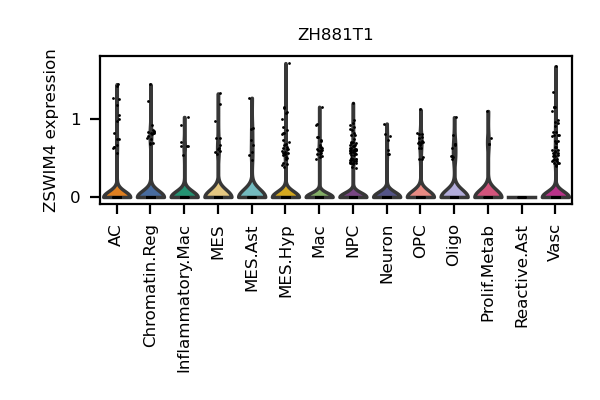 ZH881T1
ZSWIM4 expression
1
0
AC
Chromatin.Reg
Inflammatory.Mac
MES
MES.Ast
MES.Hyp
Mac
NPC
Neuron
OPC
Oligo
Prolif.Metab
Reactive.Ast
Vasc